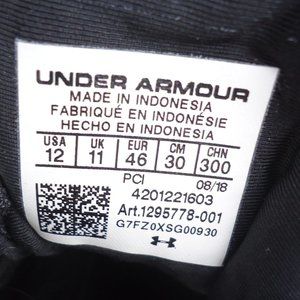 UNDER ARMOUR
MADE IN INDONESIA
FABRIQUÉ EN INDONÉSIE
HECHO EN INDONESIA
USA UK EUR CM CHN
12 11 46 30 300
PCI 08/18
4201221603
Art.1295778-001
G7FZ0XSG00930